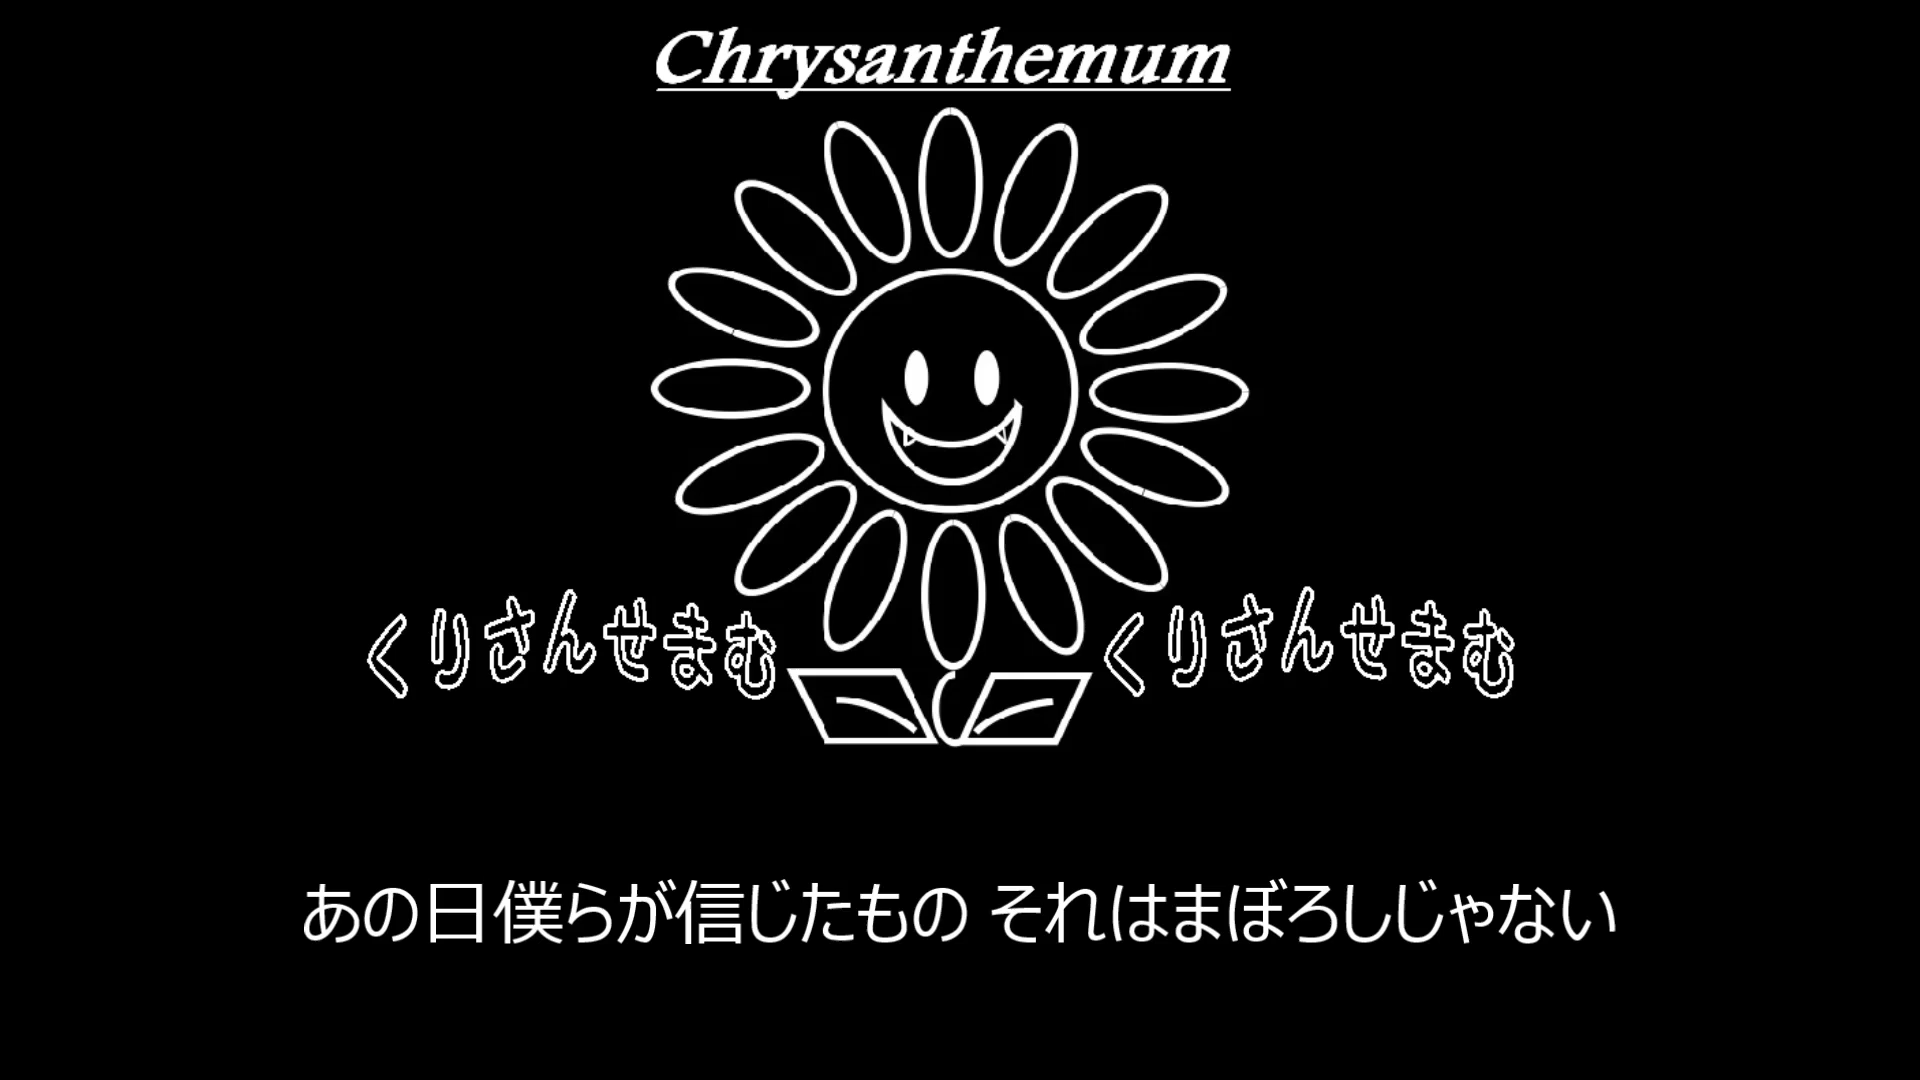 Chrysanthemum
くりさんせまむ くりさんせまむ
あの日僕らが信じたもの それはまぼろしじゃない